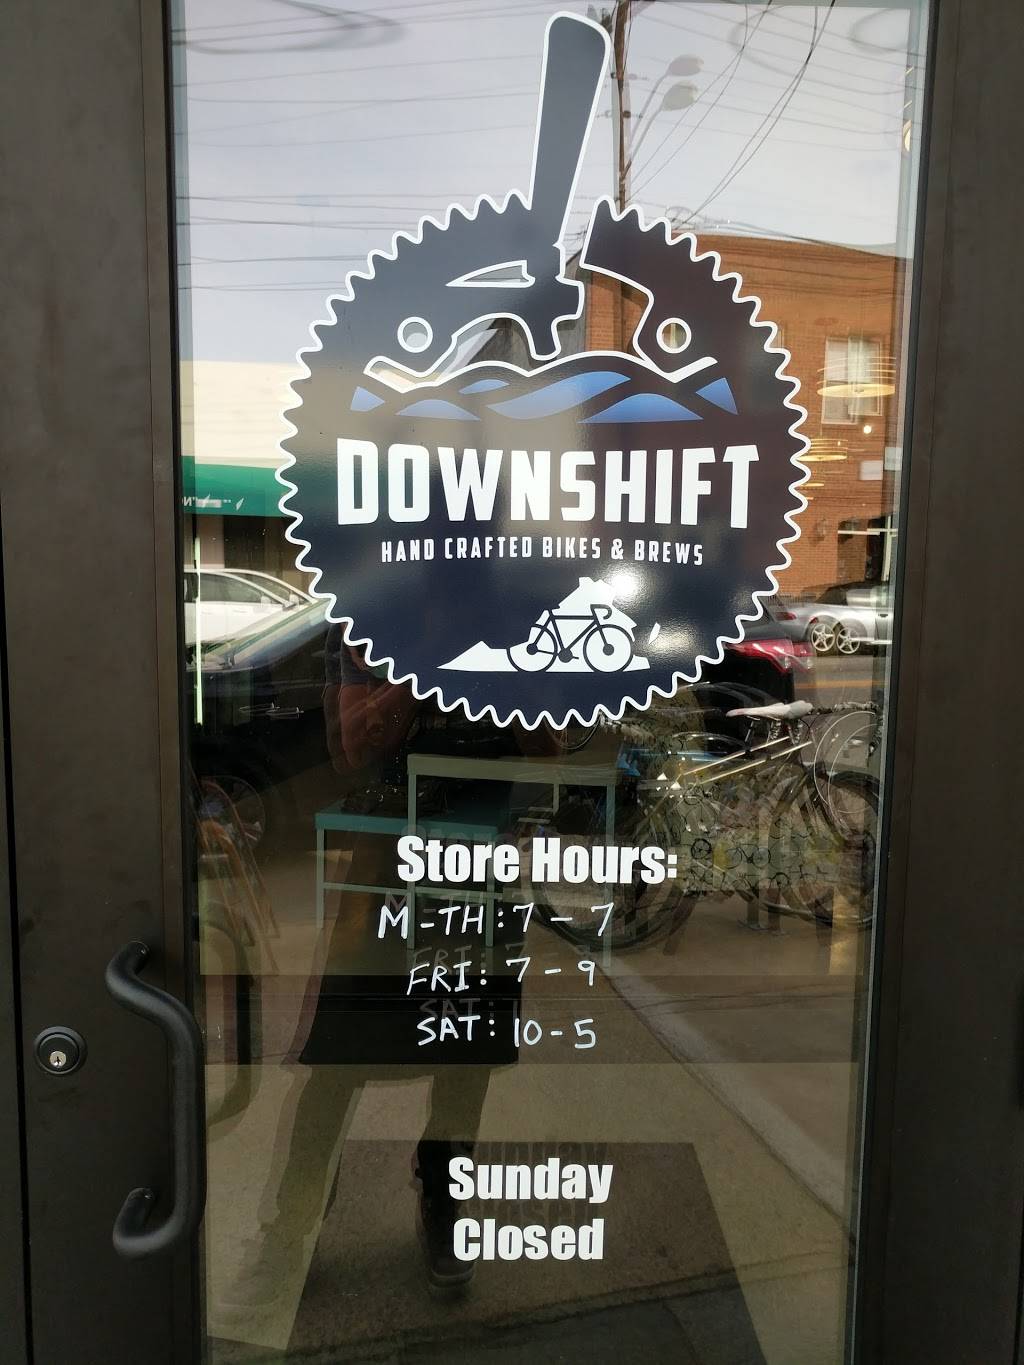 DOWNSHIFT
HAND CRAFTED BIKES & BREWS
Store Hours:
M-TH: 7-7
FRI: 7-9
SAT: 10-5
Sunday
Closed